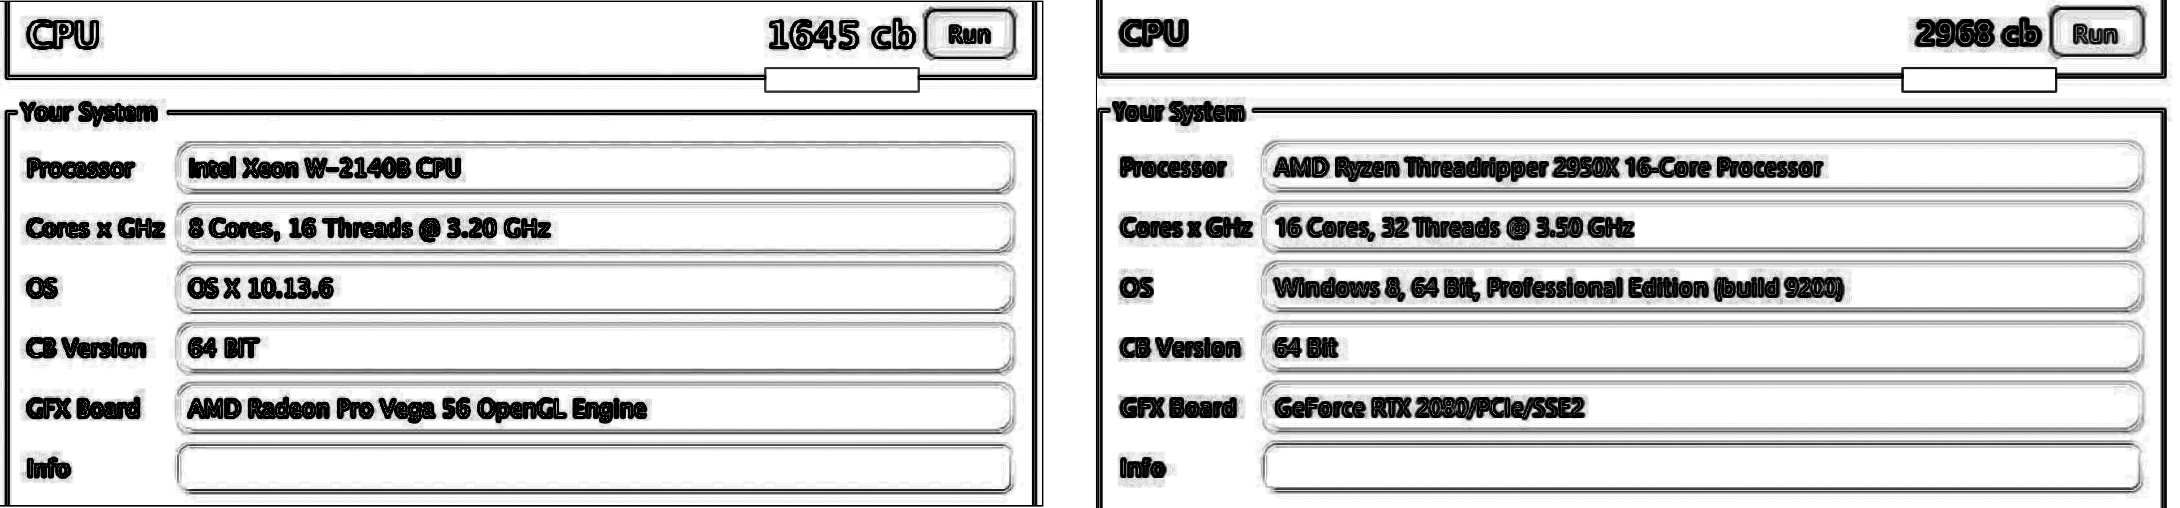 CPU 1645 cb Run
Your System
Processor Intel Xeon W-2140B CPU
Cores x GHz 8 Cores, 16 Threads @ 3.20 GHz
OS OS X 10.13.6
CB Version 64 BIT
GFX Board AMD Radeon Pro Vega 56 OpenGL Engine
Info
CPU 2968 cb Run
Your System
Processor AMD Ryzen Threadripper 2950X 16-Core Processor
Cores x GHz 16 Cores, 32 Threads @ 3.50 GHz
OS Windows 8, 64 Bit, Professional Edition (build 9200)
CB Version 64 Bit
GFX Board GeForce RTX 2080/PCIe/SSE2
Info